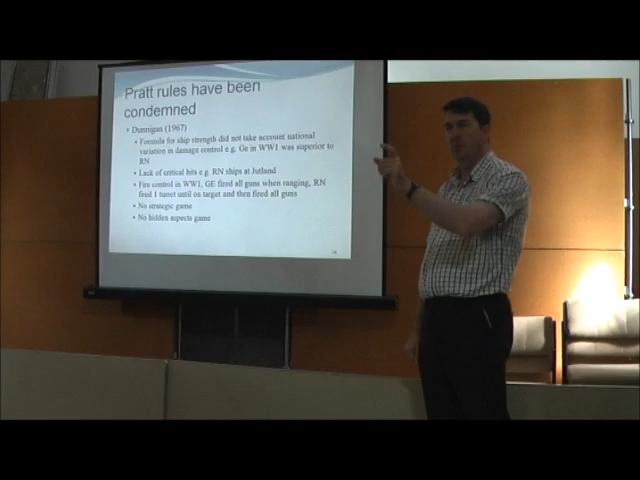 Pratt rules have been
condemned
Dunnigan (1967)
Formula for ship strength did not take account national
variation in damage control e.g. Ge in WW1 was superior to
RN
Lack of critical hits e.g. RN ships at Jutland
Fire control in WW1, GE fired all guns when ranging, RN
fired 1 turret until on target and then fired all guns
No strategic game
No hidden aspects game